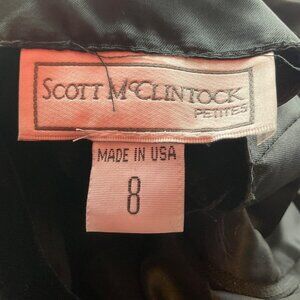 SCOTT McCLINTOCK
PETITES
MADE IN USA
8